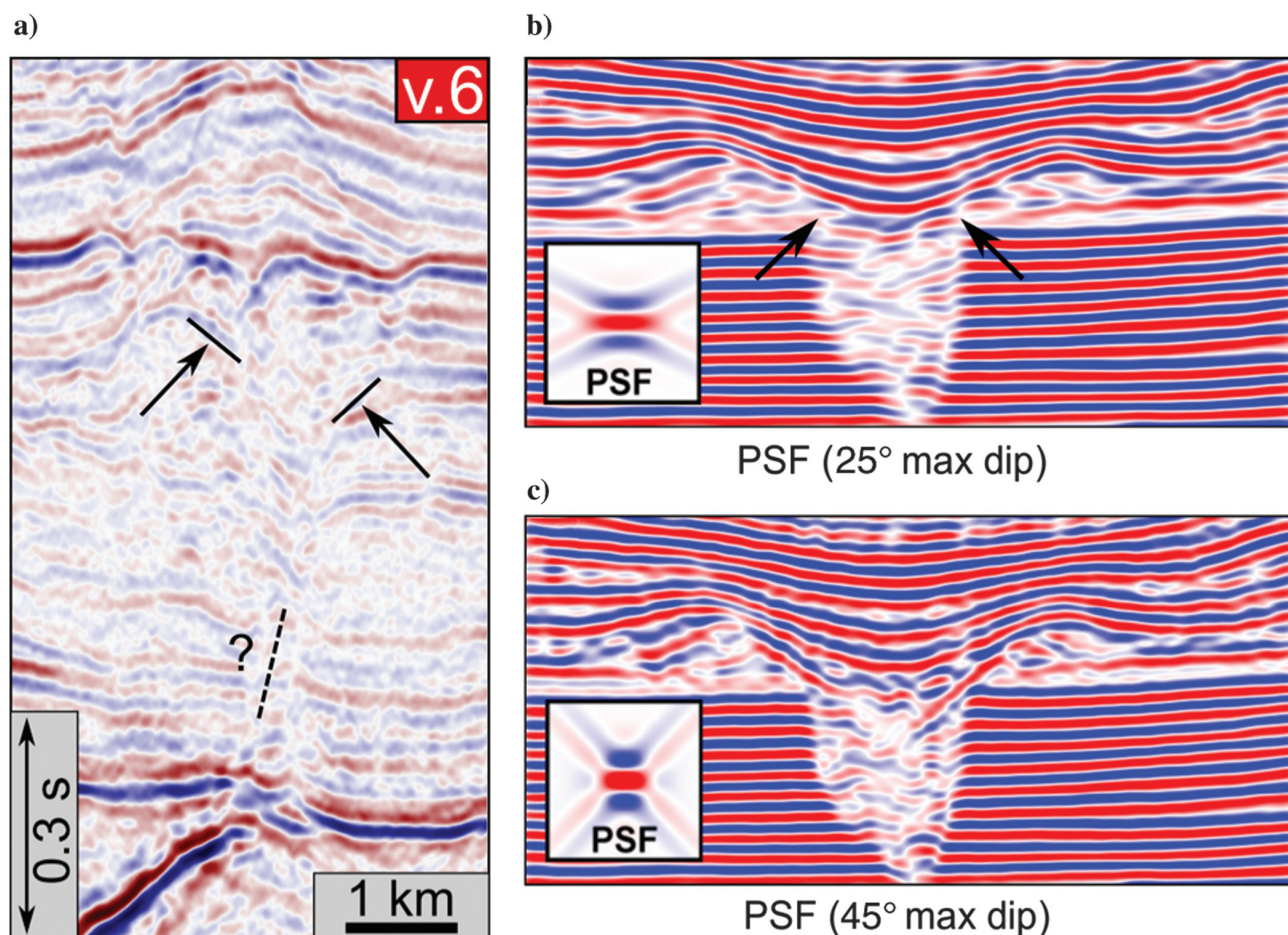 a)
v.6
?
0.3 s
1 km
b)
PSF
PSF (25° max dip)
c)
PSF
PSF (45° max dip)